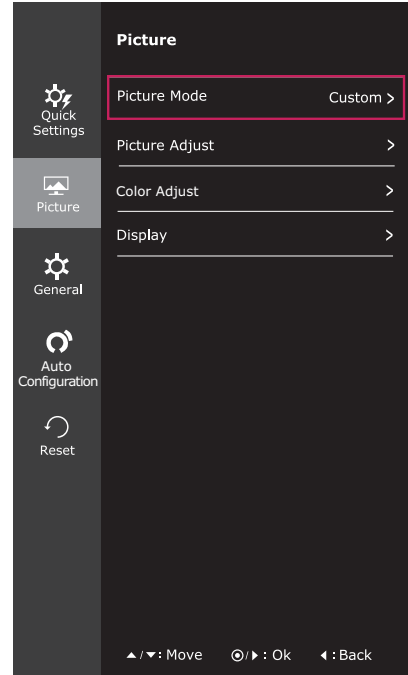 Picture
Quick
Settings
Picture
General
Auto
Configuration
Reset
Picture Mode Custom >
Picture Adjust >
Color Adjust >
Display >
▲/▼: Move ⦿/▶ : Ok ◀ : Back